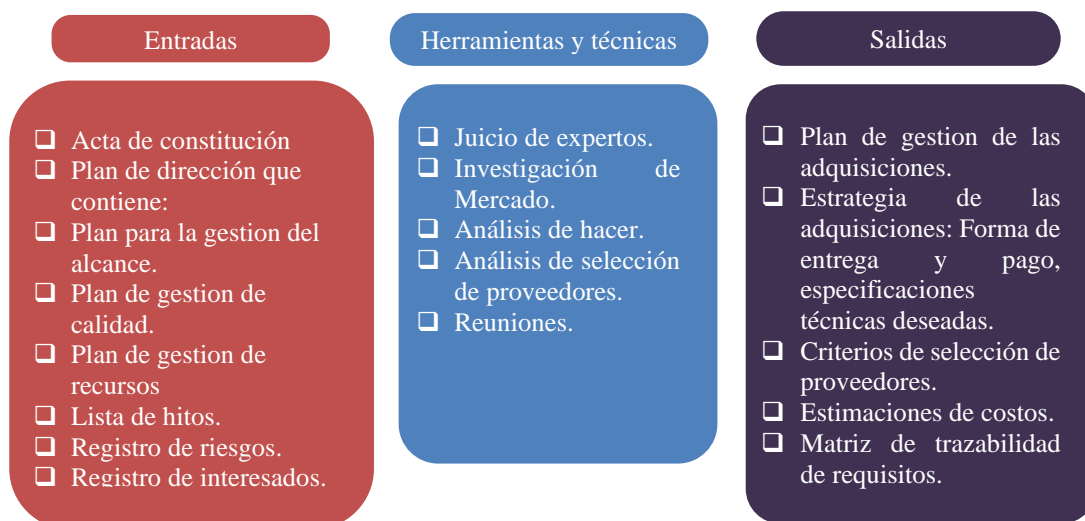 Entradas
Herramientas y técnicas
Salidas
❑ Acta de constitución
❑ Plan de dirección que
contiene:
❑ Plan para la gestion del
alcance.
❑ Plan de gestion de
calidad.
❑ Plan de gestion de
recursos
❑ Lista de hitos.
❑ Registro de riesgos.
❑ Registro de interesados.
❑ Juicio de expertos.
❑ Investigación de
Mercado.
❑ Análisis de hacer.
❑ Análisis de selección
de proveedores.
❑ Reuniones.
❑ Plan de gestion de las
adquisiciones.
❑ Estrategia de las
adquisiciones: Forma de
entrega y pago,
especificaciones
técnicas deseadas.
❑ Criterios de selección de
proveedores.
❑ Estimaciones de costos.
❑ Matriz de trazabilidad
de requisitos.